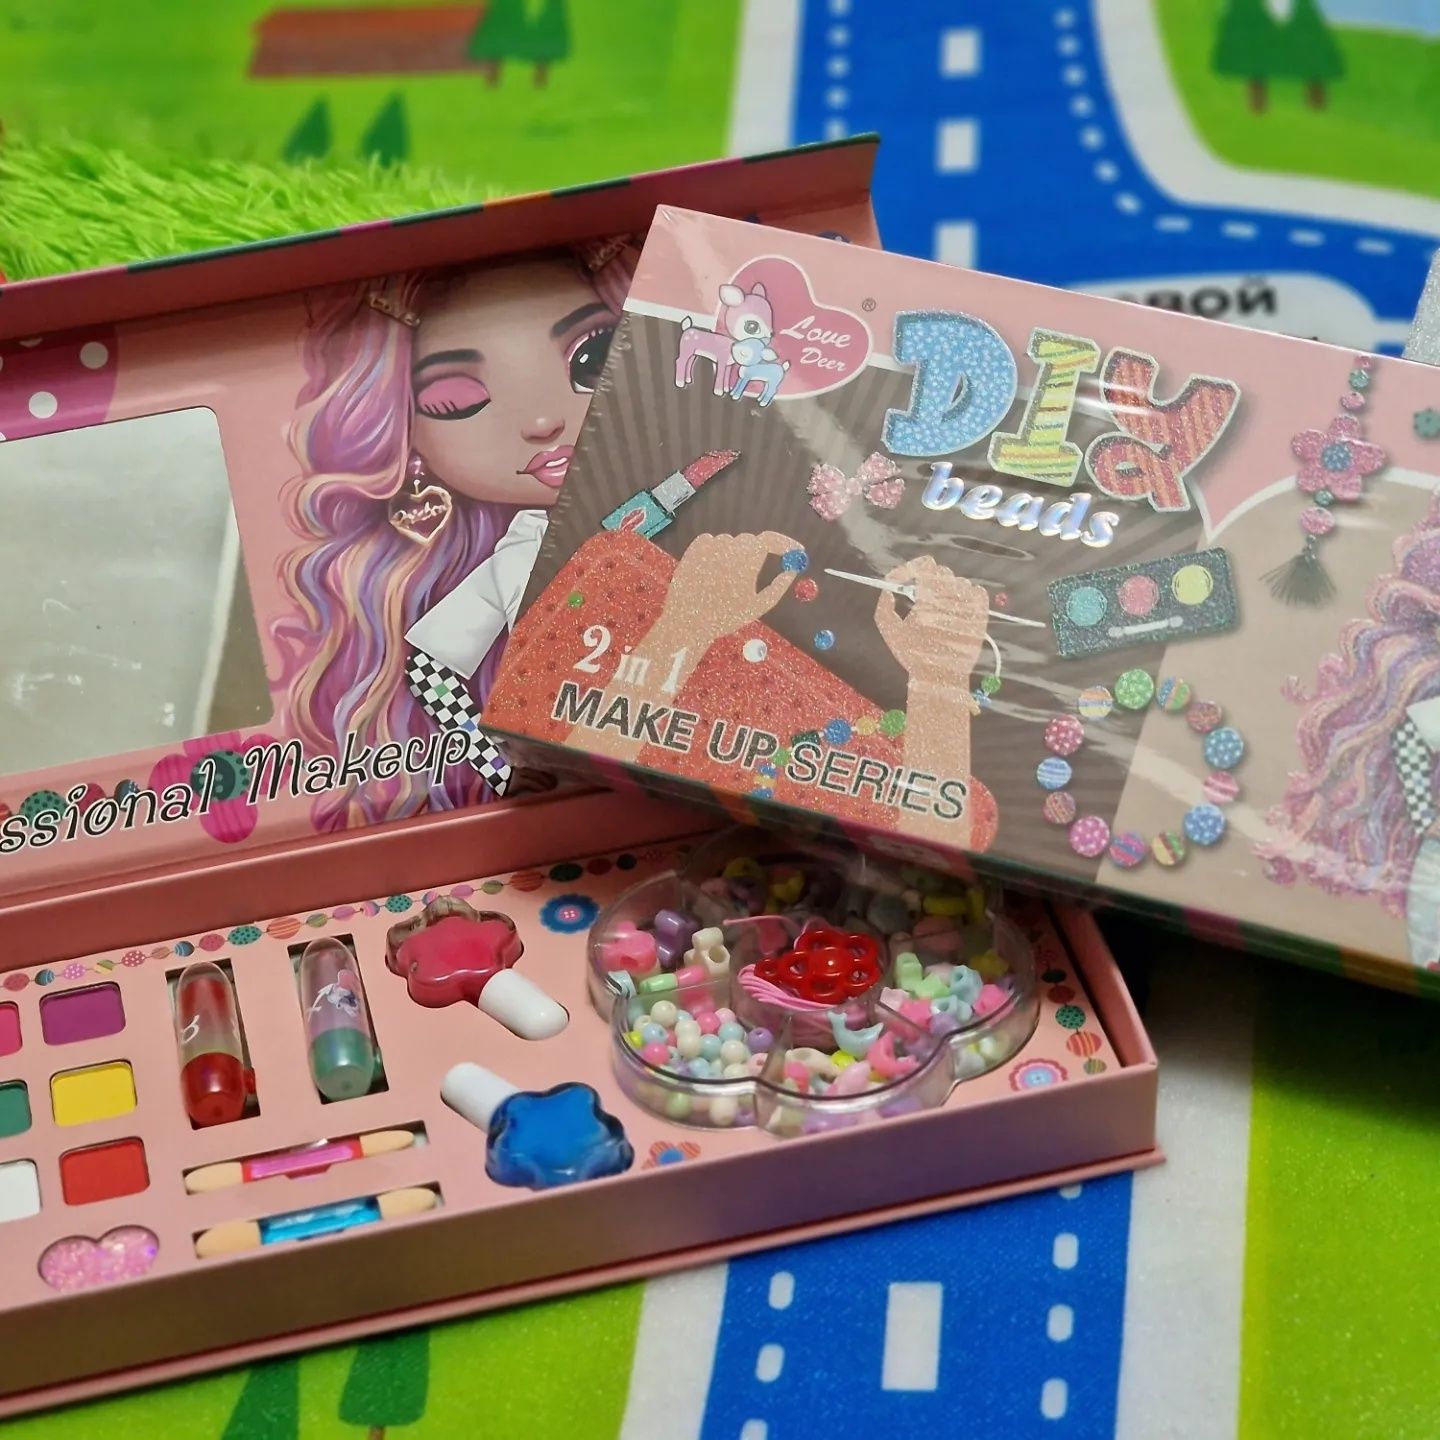 Love
Deer
®
DIY
beads
2 in 1
MAKE UP SERIES
ssional Makeup
вой